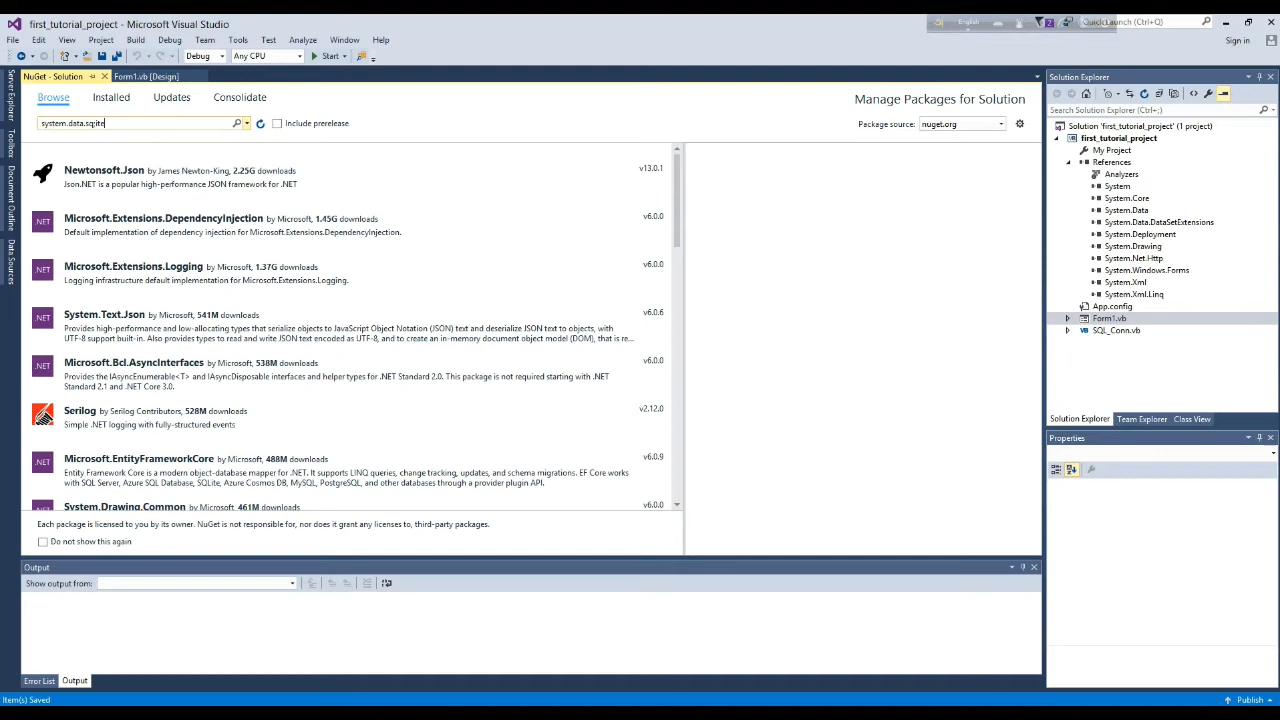 first_tutorial_project - Microsoft Visual Studio
English
Quick Launch (Ctrl+Q)
File Edit View Project Build Debug Team Tools Test Analyze Window Help
Sign in
Debug Any CPU Start
NuGet - Solution Form1.vb [Design]
Server Explorer
Toolbox
Document Outline
Data Sources
Browse Installed Updates Consolidate
Manage Packages for Solution
system.data.sq;ite
Include prerelease
Package source: nuget.org
Newtonsoft.Json by James Newton-King, 2.25G downloads v13.0.1
Json.NET is a popular high-performance JSON framework for .NET
.NET Microsoft.Extensions.DependencyInjection by Microsoft, 1.45G downloads v6.0.0
Default implementation of dependency injection for Microsoft.Extensions.DependencyInjection.
.NET Microsoft.Extensions.Logging by Microsoft, 1.37G downloads v6.0.0
Logging infrastructure default implementation for Microsoft.Extensions.Logging.
.NET System.Text.Json by Microsoft, 541M downloads v6.0.6
Provides high-performance and low-allocating types that serialize objects to JavaScript Object Notation (JSON) text and deserialize JSON text to objects, with
UTF-8 support built-in. Also provides types to read and write JSON text encoded as UTF-8, and to create an in-memory document object model (DOM), that is re...
.NET Microsoft.Bcl.AsyncInterfaces by Microsoft, 538M downloads v6.0.0
Provides the IAsyncEnumerable<T> and IAsyncDisposable interfaces and helper types for .NET Standard 2.0. This package is not required starting with .NET
Standard 2.1 and .NET Core 3.0.
Serilog by Serilog Contributors, 528M downloads v2.12.0
Simple .NET logging with fully-structured events
.NET Microsoft.EntityFrameworkCore by Microsoft, 488M downloads v6.0.9
Entity Framework Core is a modern object-database mapper for .NET. It supports LINQ queries, change tracking, updates, and schema migrations. EF Core works
with SQL Server, Azure SQL Database, SQLite, Azure Cosmos DB, MySQL, PostgreSQL, and other databases through a provider plugin API.
System.Drawing.Common by Microsoft, 461M downloads v6.0.0
Each package is licensed to you by its owner. NuGet is not responsible for, nor does it grant any licenses to, third-party packages.
Do not show this again
Output
Show output from:
Error List Output
Item(s) Saved
Publish
Solution Explorer
Search Solution Explorer (Ctrl+;)
Solution 'first_tutorial_project' (1 project)
first_tutorial_project
My Project
References
Analyzers
System
System.Core
System.Data
System.Data.DataSetExtensions
System.Deployment
System.Drawing
System.Net.Http
System.Windows.Forms
System.Xml
System.Xml.Linq
App.config
Form1.vb
VB SQL_Conn.vb
Solution Explorer Team Explorer Class View
Properties